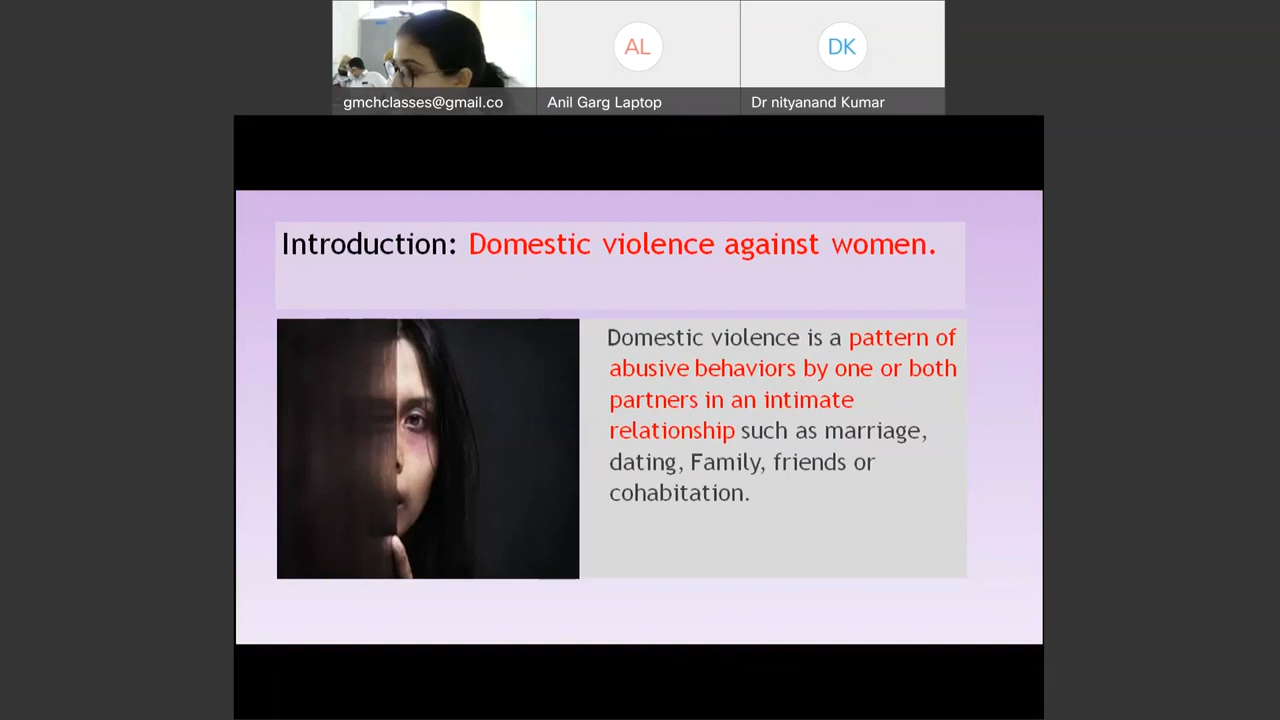 AL
DK
gmchclasses@gmail.co
Anil Garg Laptop
Dr nityanand Kumar
Introduction: Domestic violence against women.
Domestic violence is a pattern of
abusive behaviors by one or both
partners in an intimate
relationship such as marriage,
dating, Family, friends or
cohabitation.